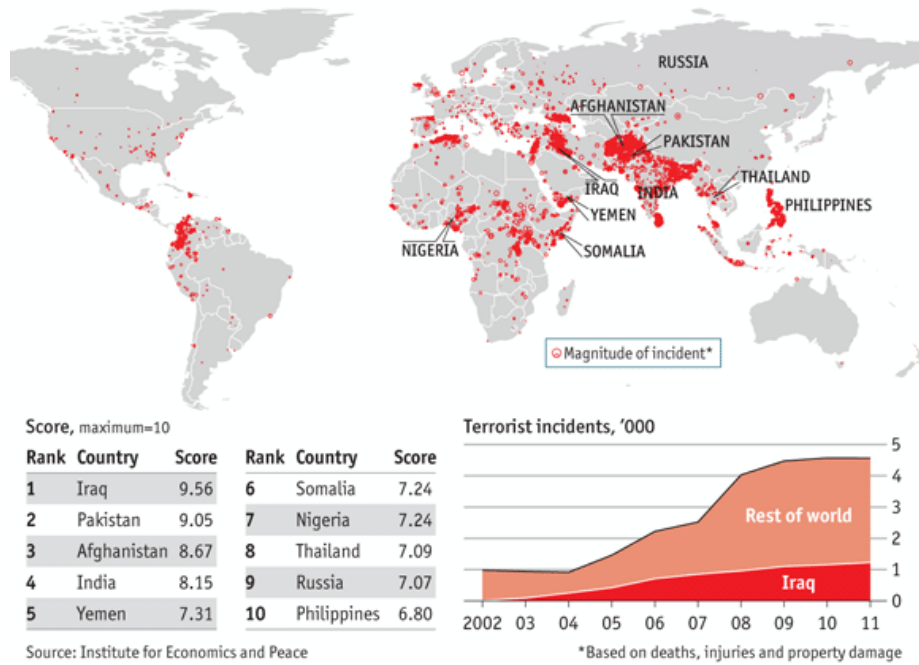 RUSSIA
AFGHANISTAN
PAKISTAN
IRAQ
INDIA
THAILAND
YEMEN
PHILIPPINES
NIGERIA
SOMALIA
Magnitude of incident*
Score, maximum=10
Rank Country Score
1 Iraq 9.56
2 Pakistan 9.05
3 Afghanistan 8.67
4 India 8.15
5 Yemen 7.31
Rank Country Score
6 Somalia 7.24
7 Nigeria 7.24
8 Thailand 7.09
9 Russia 7.07
10 Philippines 6.80
Terrorist incidents, ’000
5
4
3
2
1
0
Rest of world
Iraq
2002 03 04 05 06 07 08 09 10 11
Source: Institute for Economics and Peace
*Based on deaths, injuries and property damage